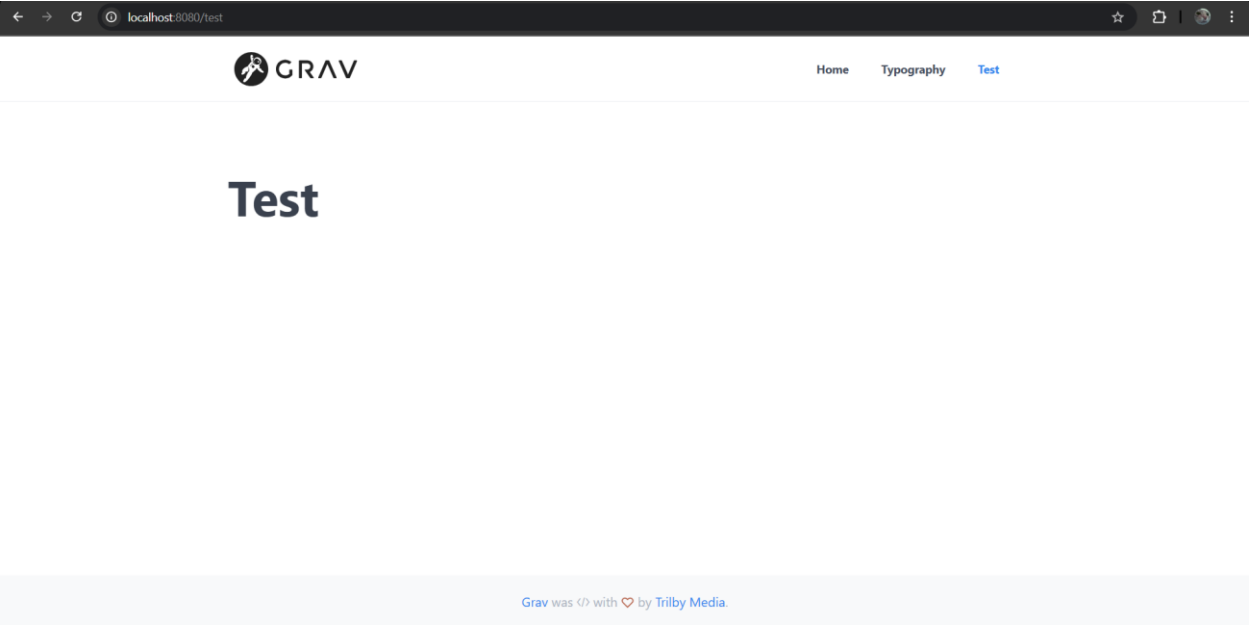 localhost:8080/test
GRAV
Home Typography Test
Test
Grav was </> with ♡ by Trilby Media.